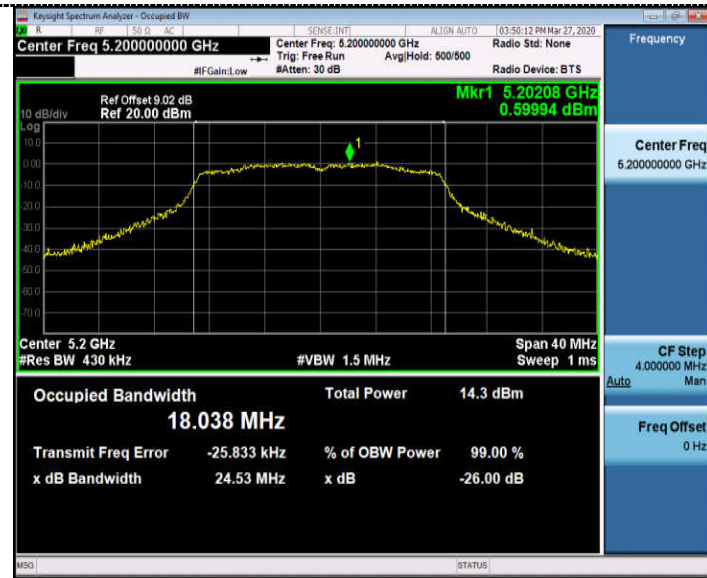 Keysight Spectrum Analyzer - Occupied BW
R RF 50 Ω AC SENSE:INT ALIGN AUTO 03:50:12 PM Mar 27, 2020
Center Freq 5.200000000 GHz
Center Freq: 5.200000000 GHz Radio Std: None
Trig: Free Run Avg|Hold: 500/500
#IFGain:Low #Atten: 30 dB Radio Device: BTS
Ref Offset 9.02 dB
10 dB/div Ref 20.00 dBm
Mkr1 5.20208 GHz
0.59994 dBm
Log
10.0
0.00
-10.0
-20.0
-30.0
-40.0
-50.0
-60.0
-70.0
1
Center 5.2 GHz Span 40 MHz
#Res BW 430 kHz #VBW 1.5 MHz Sweep 1 ms
Occupied Bandwidth Total Power 14.3 dBm
18.038 MHz
Transmit Freq Error -25.833 kHz % of OBW Power 99.00 %
x dB Bandwidth 24.53 MHz x dB -26.00 dB
MSG STATUS
Frequency
Center Freq
5.200000000 GHz
CF Step
4.000000 MHz
Auto Man
Freq Offset
0 Hz